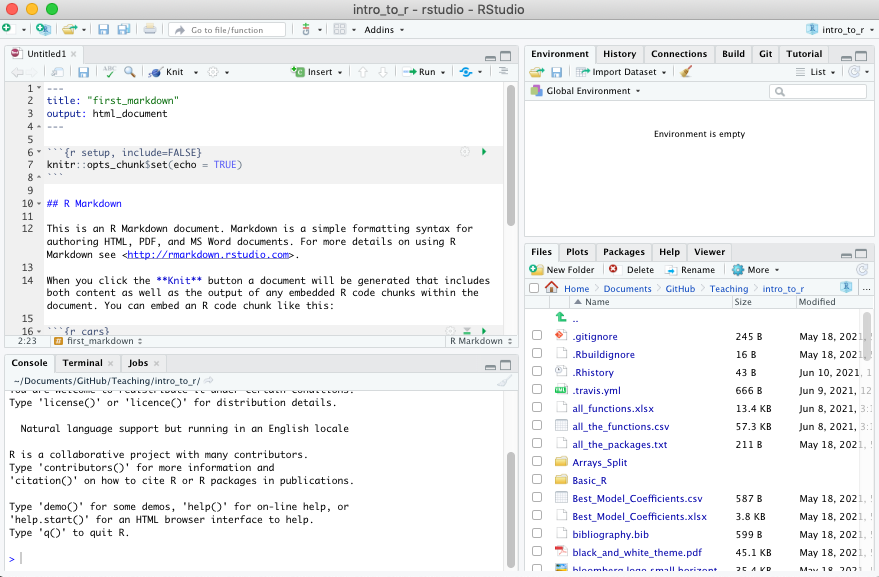 intro_to_r - rstudio - RStudio
Go to file/function
Addins
intro_to_r
Untitled1
Knit
Insert
Run
1 ---
2 title: "first_markdown"
3 output: html_document
4 ---
5
6 ```{r setup, include=FALSE}
7 knitr::opts_chunk$set(echo = TRUE)
8 ```
9
10 ## R Markdown
11
12 This is an R Markdown document. Markdown is a simple formatting syntax for
authoring HTML, PDF, and MS Word documents. For more details on using R
Markdown see <http://rmarkdown.rstudio.com>.
13
14 When you click the **Knit** button a document will be generated that includes
both content as well as the output of any embedded R code chunks within the
document. You can embed an R code chunk like this:
15
16 ```{r cars}
2:23 # first_markdown R Markdown
Console Terminal Jobs
~/Documents/GitHub/Teaching/intro_to_r/
You are welcome to redistribute it under certain conditions.
Type 'license()' or 'licence()' for distribution details.
Natural language support but running in an English locale
R is a collaborative project with many contributors.
Type 'contributors()' for more information and
'citation()' on how to cite R or R packages in publications.
Type 'demo()' for some demos, 'help()' for on-line help, or
'help.start()' for an HTML browser interface to help.
Type 'q()' to quit R.
>
Environment History Connections Build Git Tutorial
Import Dataset List
Global Environment
Environment is empty
Files Plots Packages Help Viewer
New Folder Delete Rename More
Home Documents GitHub Teaching intro_to_r ...
Name Size Modified
..
.gitignore 245 B May 18, 2021,
.Rbuildignore 16 B May 18, 2021,
.Rhistory 43 B Jun 10, 2021,
.travis.yml 666 B Jun 9, 2021, 12
all_functions.xlsx 13.4 KB Jun 8, 2021, 3:
all_the_functions.csv 57.3 KB Jun 8, 2021, 3:
all_the_packages.txt 211 B May 18, 2021,
Arrays_Split
Basic_R
Best_Model_Coefficients.csv 587 B May 18, 2021,
Best_Model_Coefficients.xlsx 3.8 KB May 18, 2021,
bibliography.bib 599 B May 18, 2021,
black_and_white_theme.pdf 45.1 KB May 18, 2021,
bloomberg.logo.small.horizont 35.4 KB May 18, 2021,